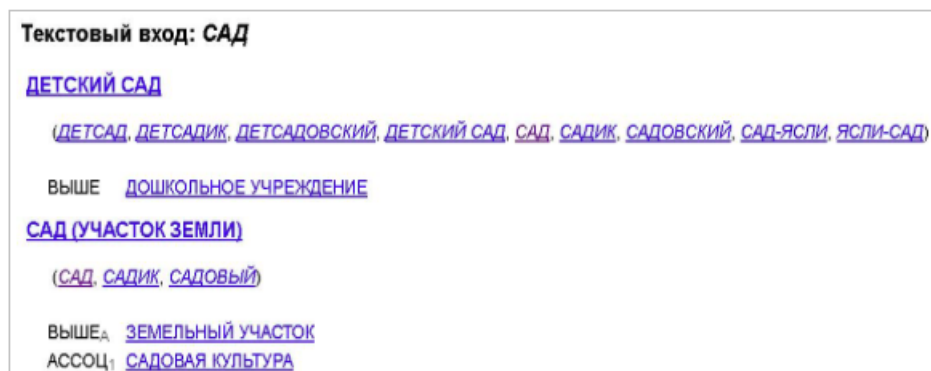 Текстовый вход: САД
ДЕТСКИЙ САД
(ДЕТСАД, ДЕТСАДИК, ДЕТСАДОВСКИЙ, ДЕТСКИЙ САД, САД, САДИК, САДОВСКИЙ, САД-ЯСЛИ, ЯСЛИ-САД)
ВЫШЕ ДОШКОЛЬНОЕ УЧРЕЖДЕНИЕ
САД (УЧАСТОК ЗЕМЛИ)
(САД, САДИК, САДОВЫЙ)
ВЫШЕА ЗЕМЕЛЬНЫЙ УЧАСТОК
АССОЦ1 САДОВАЯ КУЛЬТУРА